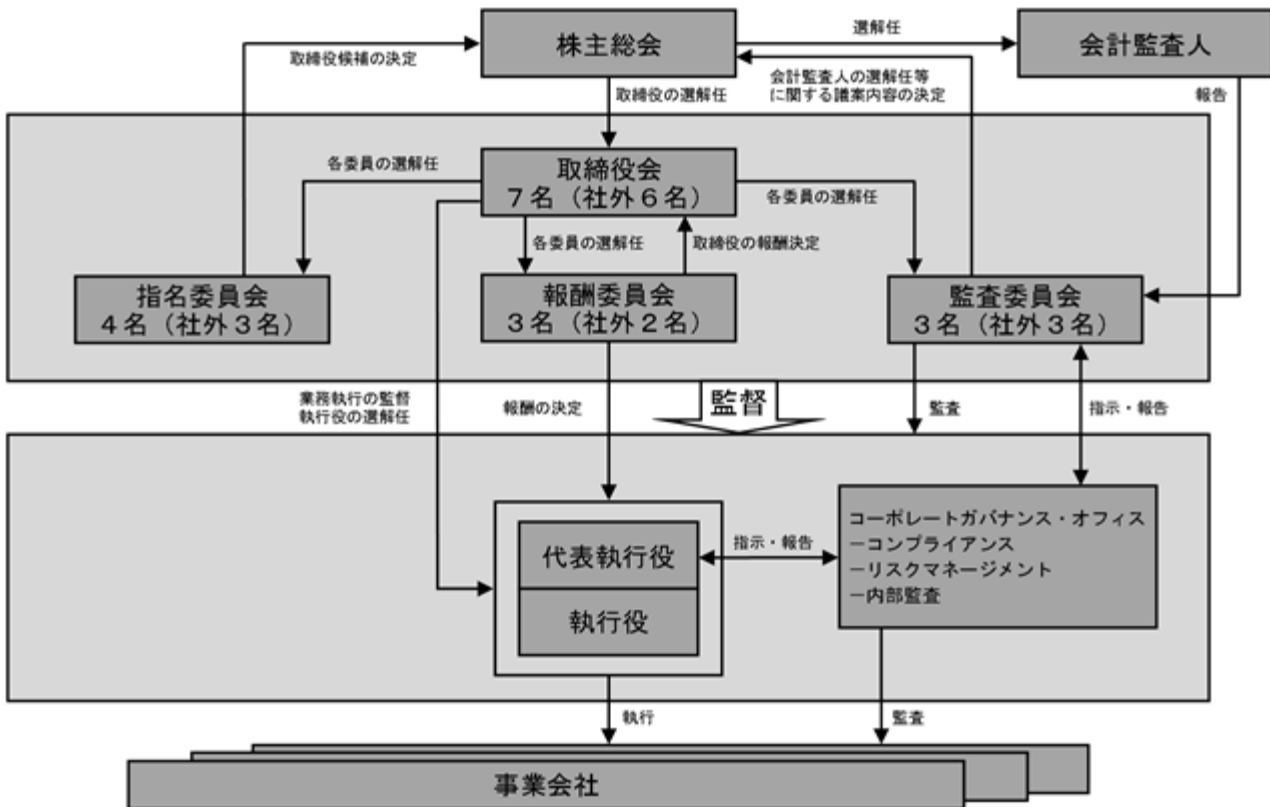 株主総会
選解任
会計監査人
取締役候補の決定
会計監査人の選解任等
に関する議案内容の決定
取締役の選解任
報告
取締役会
7名（社外6名）
各委員の選解任
各委員の選解任
各委員の選解任
取締役の報酬決定
指名委員会
4名（社外3名）
報酬委員会
3名（社外2名）
監査委員会
3名（社外3名）
業務執行の監督
執行役の選解任
報酬の決定
監督
監査
指示・報告
代表執行役
執行役
指示・報告
コーポレートガバナンス・オフィス
－コンプライアンス
－リスクマネージメント
－内部監査
執行
監査
事業会社